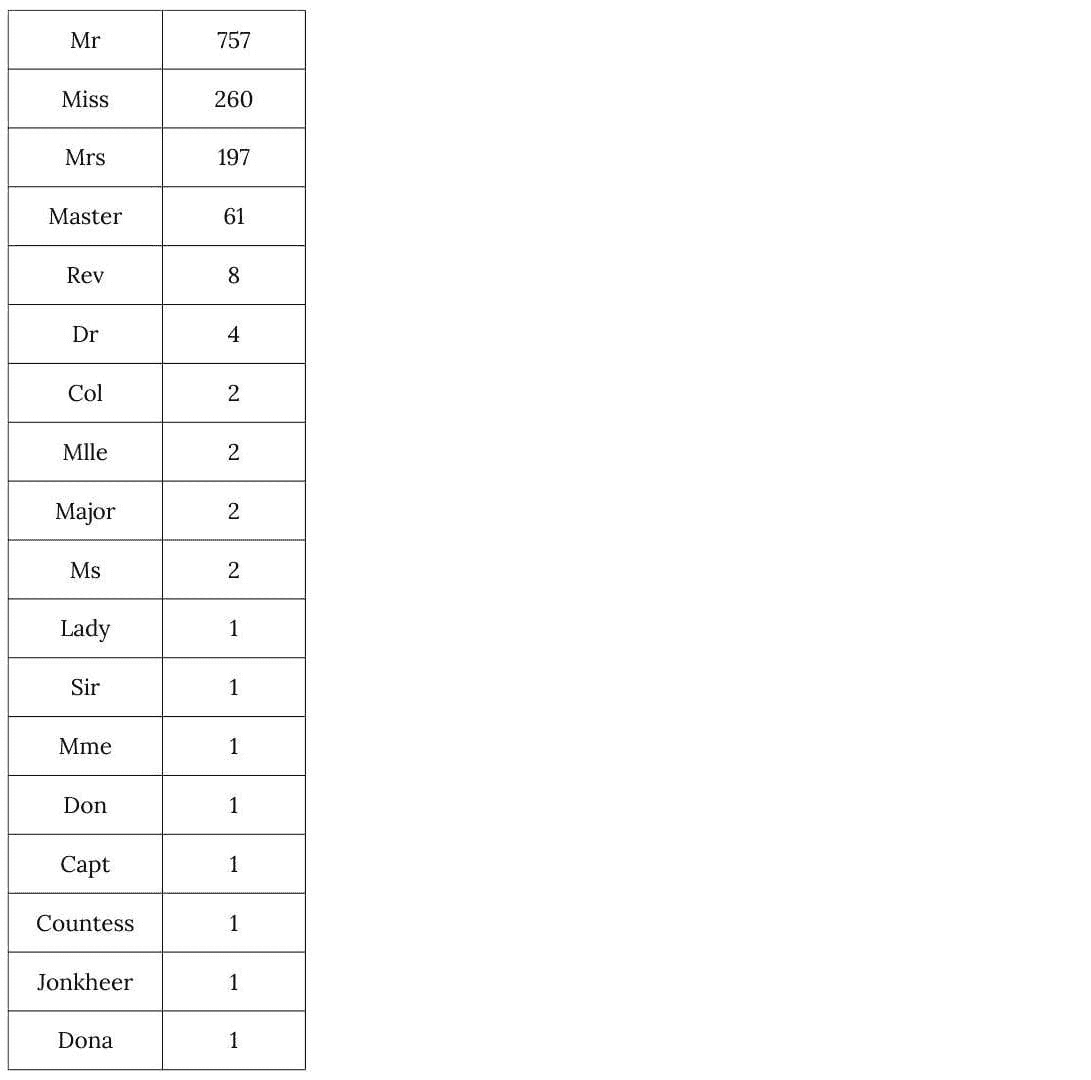 Mr 757
Miss 260
Mrs 197
Master 61
Rev 8
Dr 4
Col 2
Mlle 2
Major 2
Ms 2
Lady 1
Sir 1
Mme 1
Don 1
Capt 1
Countess 1
Jonkheer 1
Dona 1